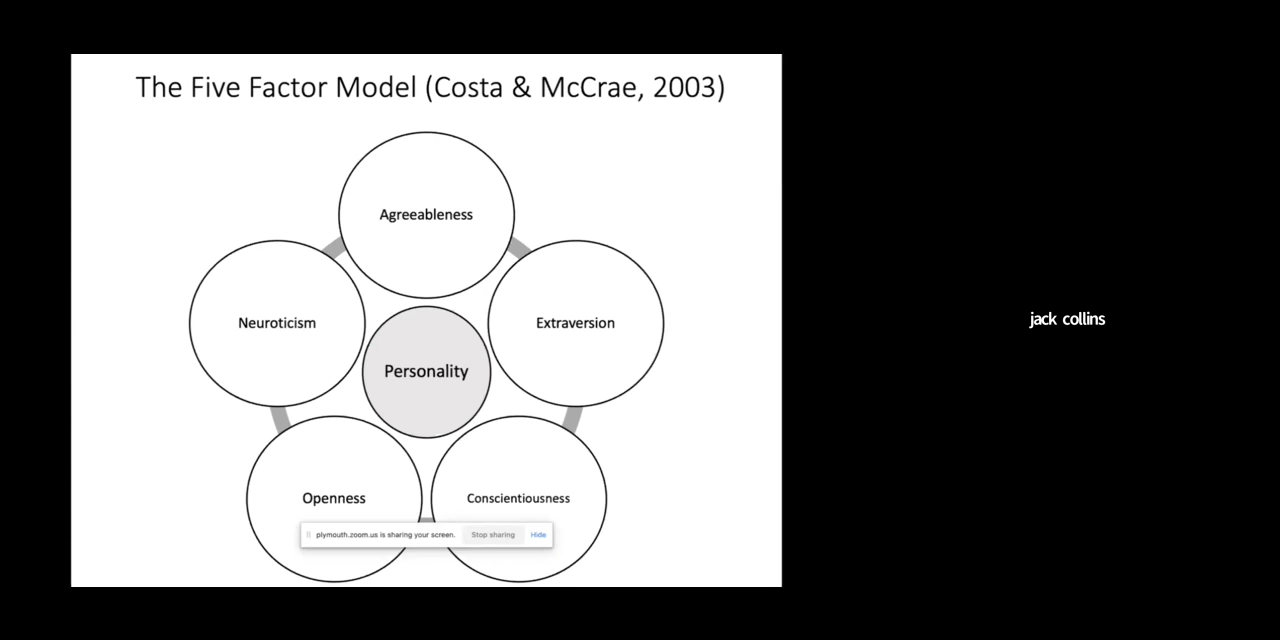 The Five Factor Model (Costa & McCrae, 2003)
Agreeableness
Neuroticism
Extraversion
jack collins
Personality
Openness
Conscientiousness
plymouth.zoom.us is sharing your screen.
Stop sharing
Hide